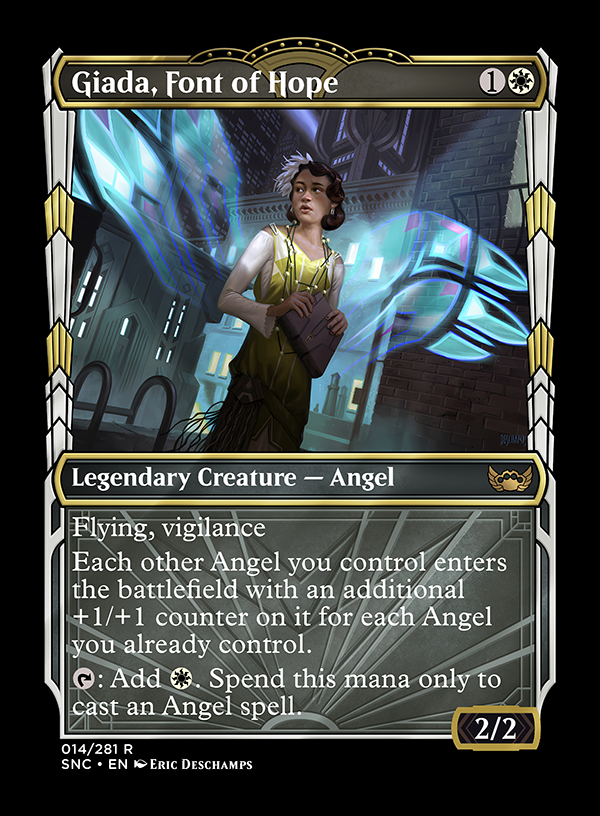 Giada, Font of Hope 1
Legendary Creature — Angel
Flying, vigilance
Each other Angel you control enters
the battlefield with an additional
+1/+1 counter on it for each Angel
you already control.
: Add . Spend this mana only to
cast an Angel spell.
2/2
014/281 R
SNC • EN Eric Deschamps